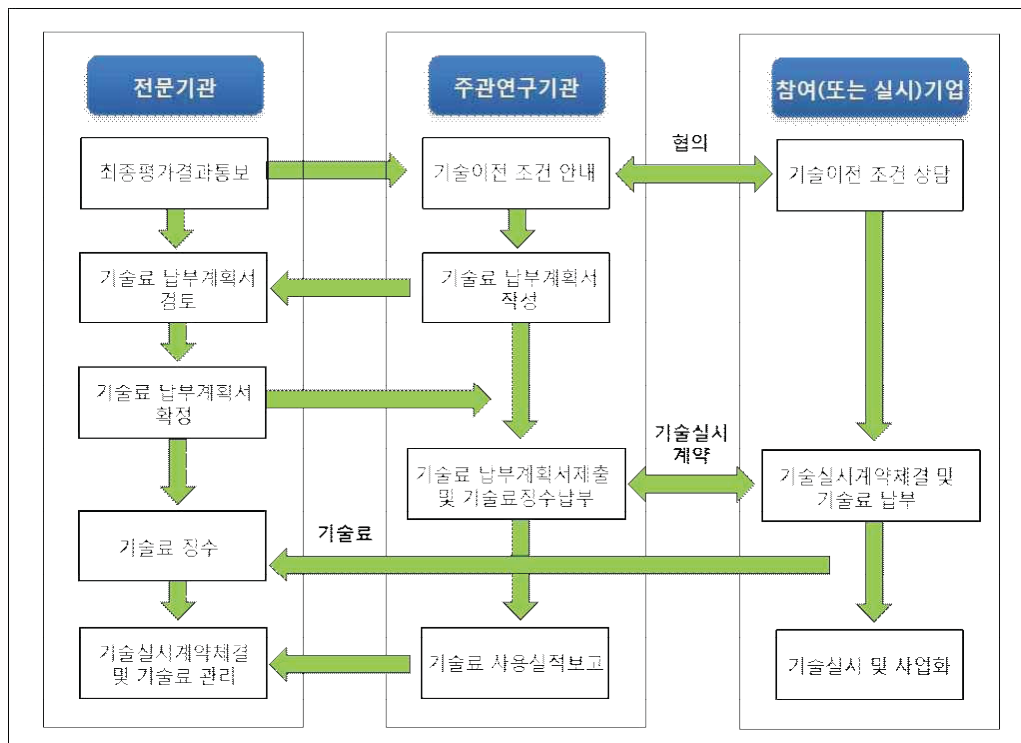 전문기관
주관연구기관
참여(또는 실시)기업
최종평가결과통보
기술이전 조건 안내
협의
기술이전 조건 상담
기술료 납부계획서
검토
기술료 납부계획서
작성
기술료 납부계획서
확정
기술실시
계약
기술료 납부계획서제출
및 기술료징수납부
기술실시계약체결 및
기술료 납부
기술료 징수
기술료
기술실시계약체결
및 기술료 관리
기술료 사용실적보고
기술실시 및 사업화